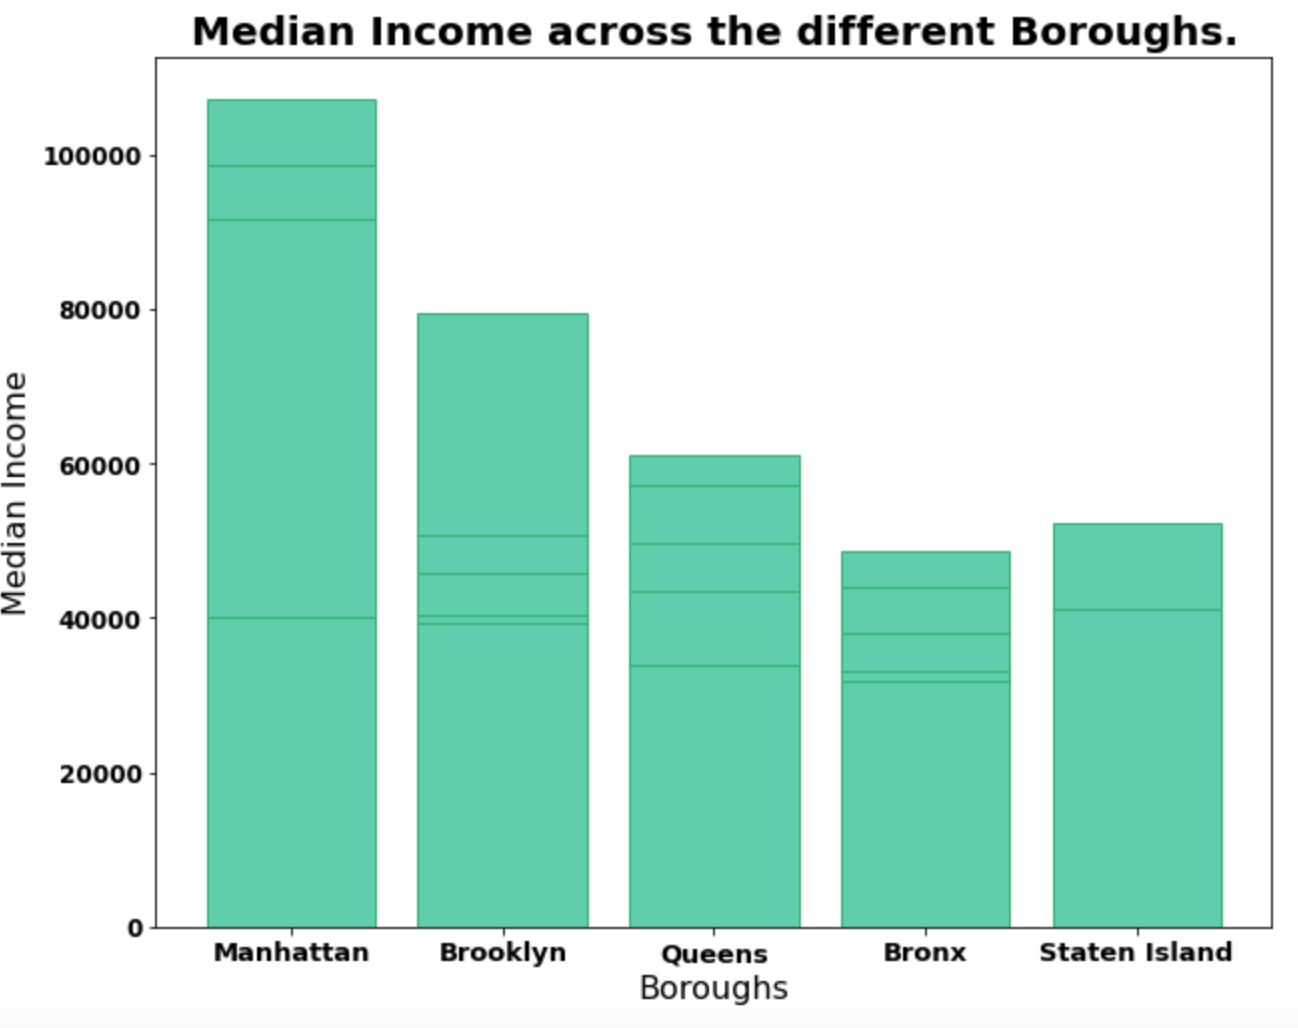 Median Income across the different Boroughs.
Median Income
100000
80000
60000
40000
20000
0
Manhattan Brooklyn Queens Bronx Staten Island
Boroughs